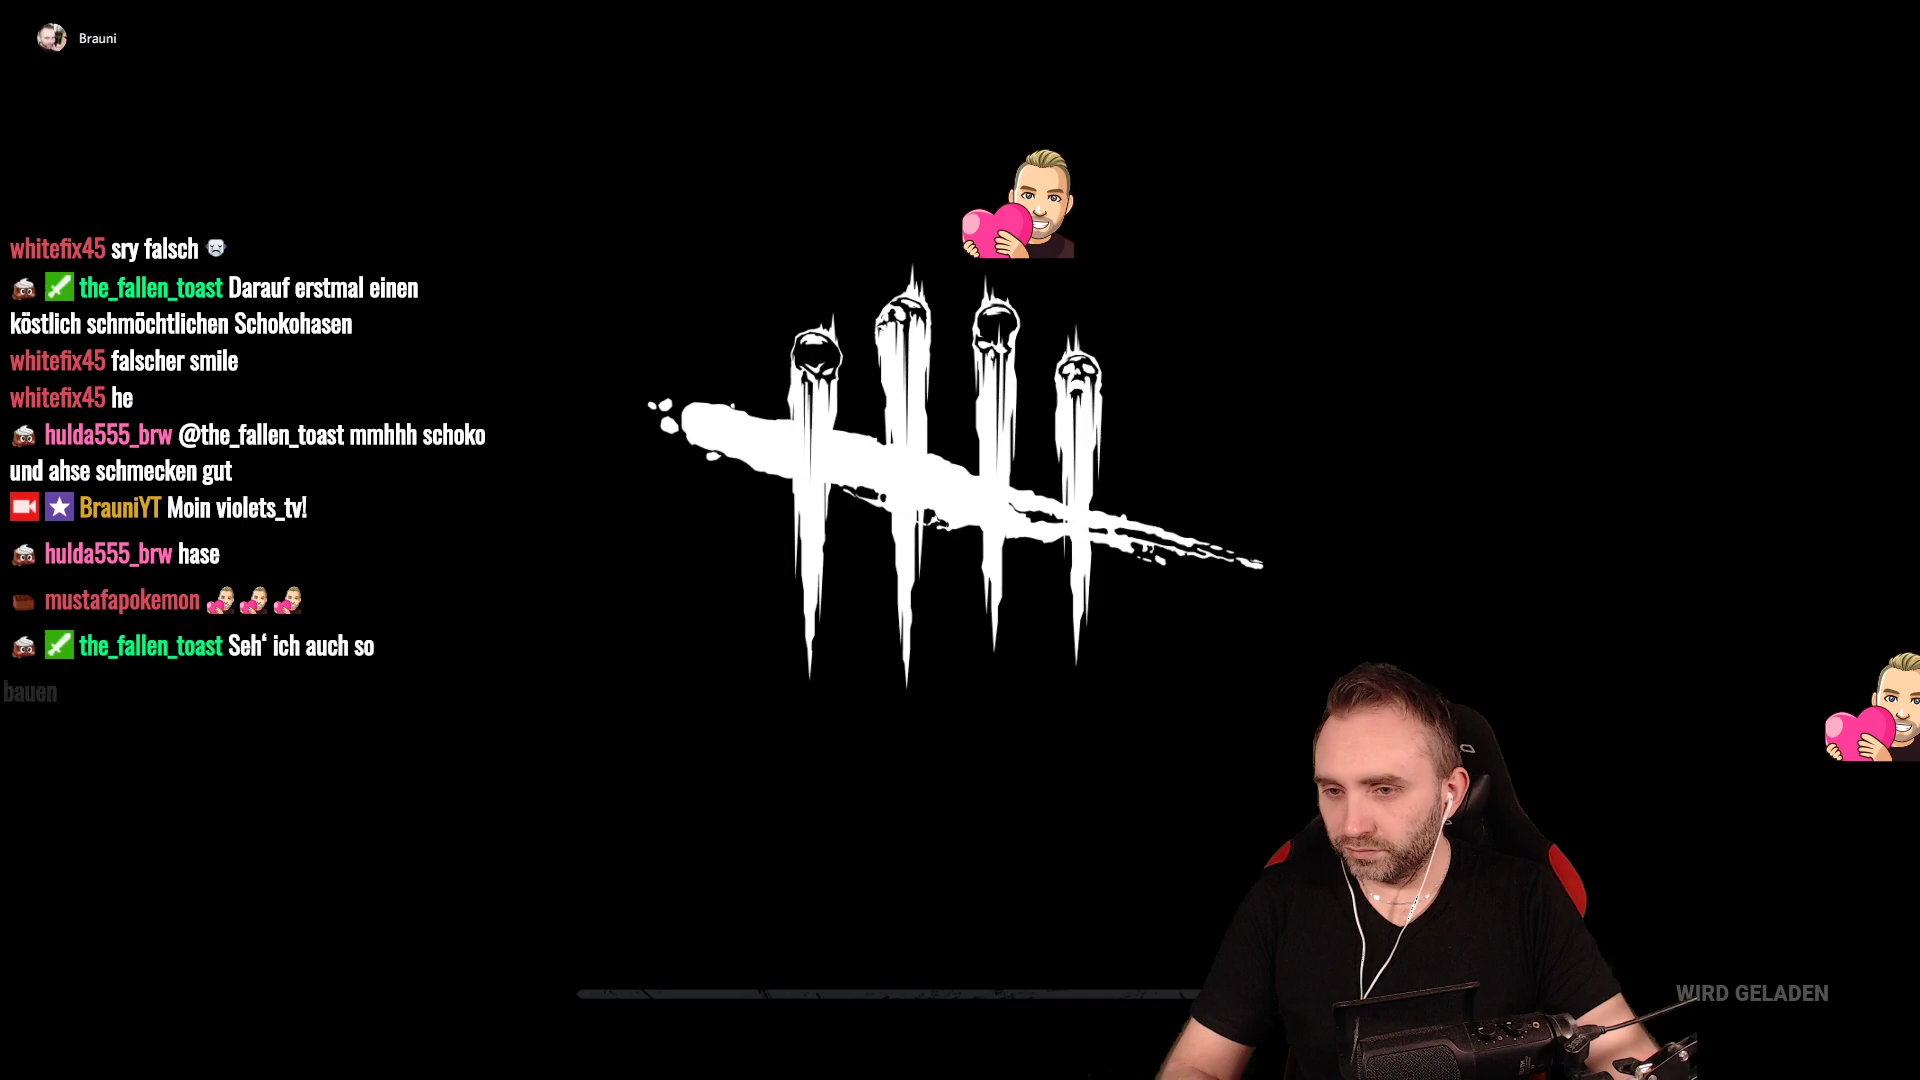 Brauni
whitefix45 sry falsch
the_fallen_toast Darauf erstmal einen
köstlich schmöchtlichen Schokohasen
whitefix45 falscher smile
whitefix45 he
hulda555_brw @the_fallen_toast mmhhh schoko
und ahse schmecken gut
BrauniYT Moin violets_tv!
hulda555_brw hase
mustafapokemon
the_fallen_toast Seh‘ ich auch so
bauen
WIRD GELADEN